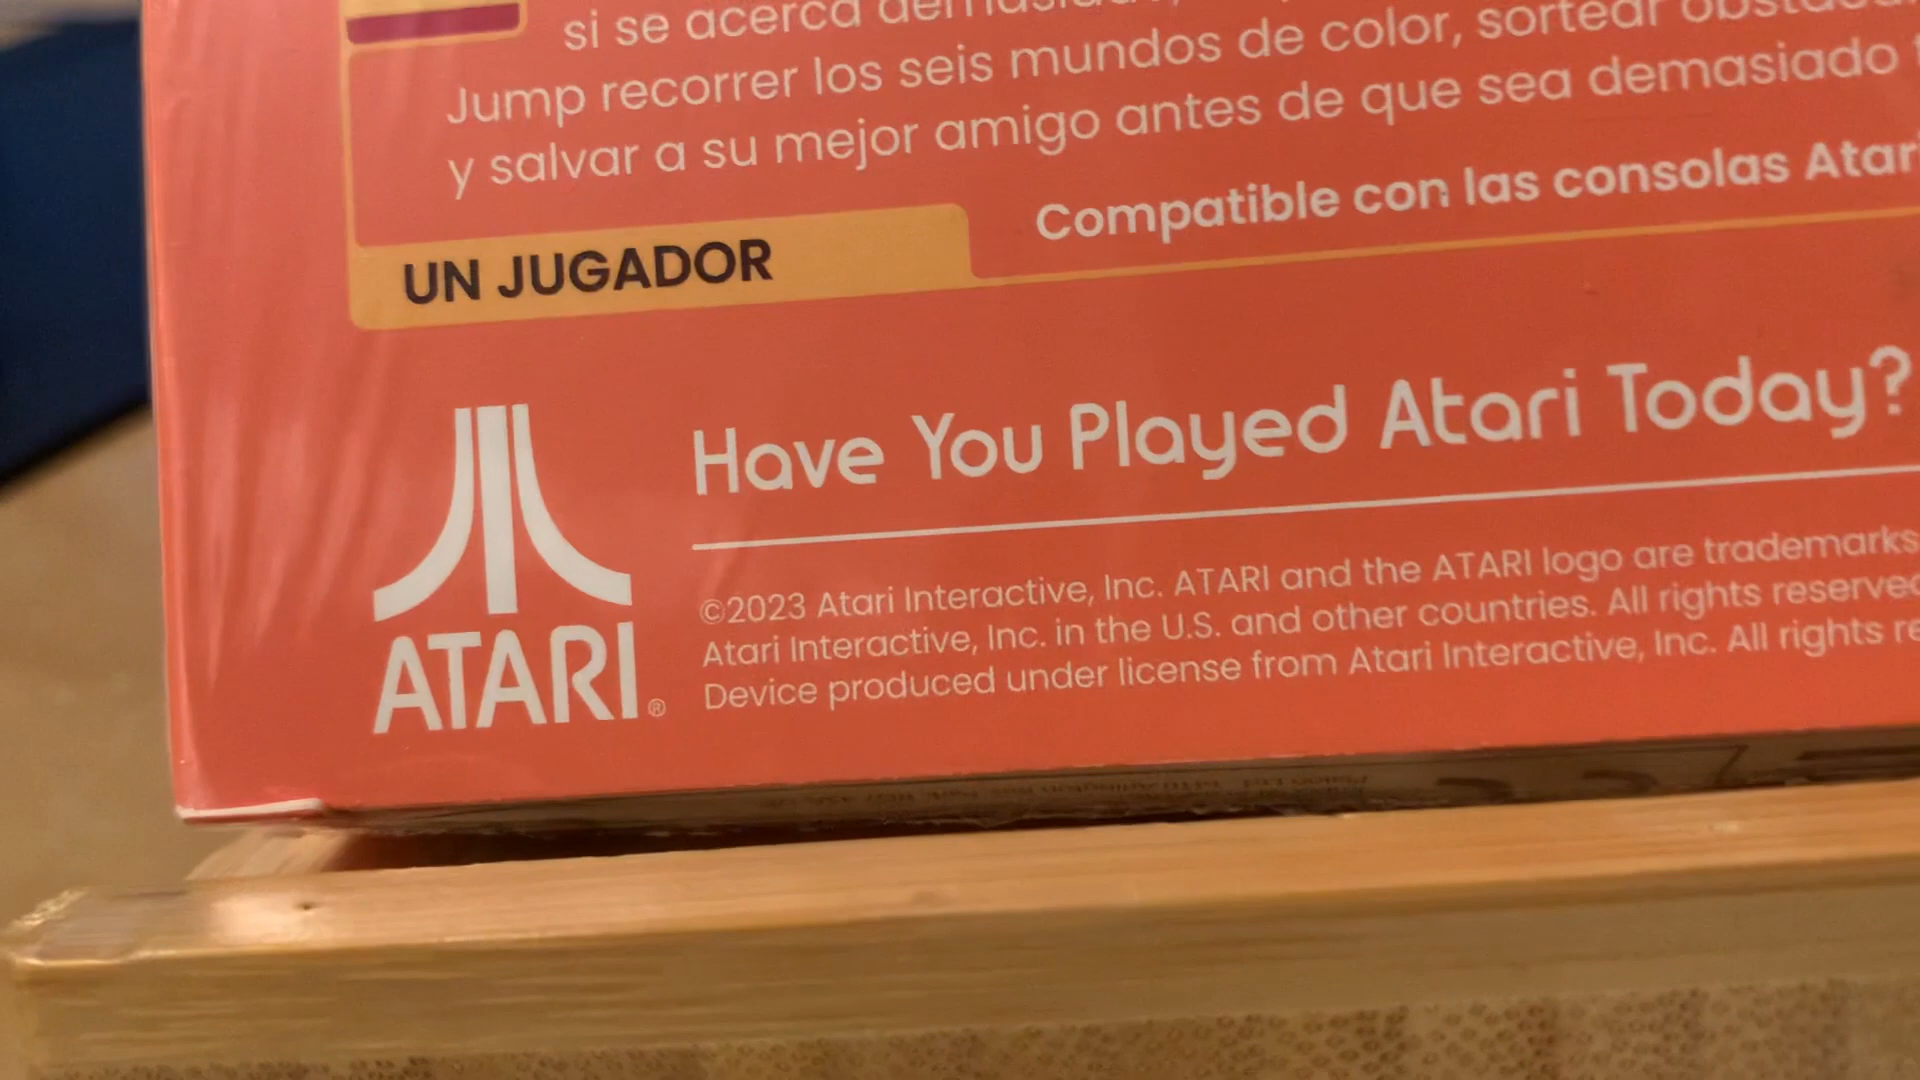 si se acerca
Jump recorrer los seis mundos de color, sortear
y salvar a su mejor amigo antes de que sea demasiado
Compatible con las consolas Atari
UN JUGADOR
Have You Played Atari Today?
©2023 Atari Interactive, Inc. ATARI and the ATARI logo are trademarks
Atari Interactive, Inc. in the U.S. and other countries. All rights reserved
Device produced under license from Atari Interactive, Inc. All rights
ATARI®